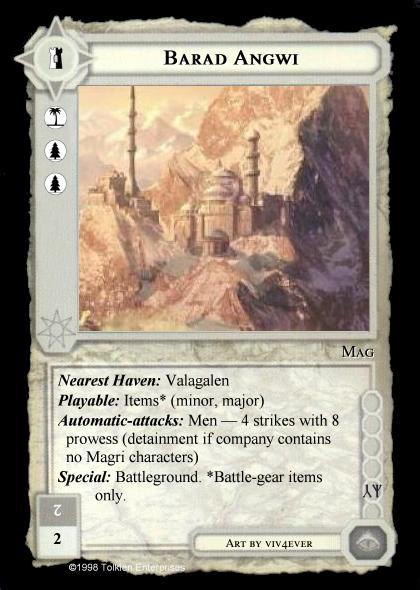 Barad Angwi
Mag
Nearest Haven: Valagalen
Playable: Items* (minor, major)
Automatic-attacks: Men — 4 strikes with 8
prowess (detainment if company contains
no Magri characters)
Special: Battleground. *Battle-gear items
only.
2
2
Art by viv4ever
©1998 Tolkien Enterprises